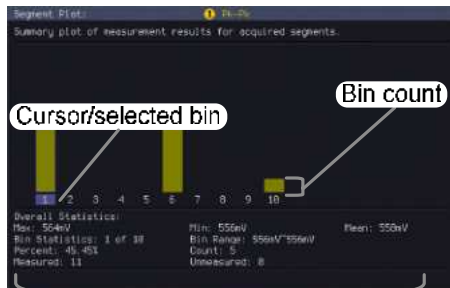 Segment Plot: 1 Pk-Pk
Summary plot of measurement results for acquired segments.
Bin count
Cursor/selected bin
1 2 3 4 5 6 7 8 9 10
Overall Statistics:
Max: 564mV Min: 556mV Mean: 558mV
Bin Statistics: 1 of 10 Bin Range: 556mV~556mV
Percent: 45.45% Count: 5
Measured: 11 Unmeasured: 0